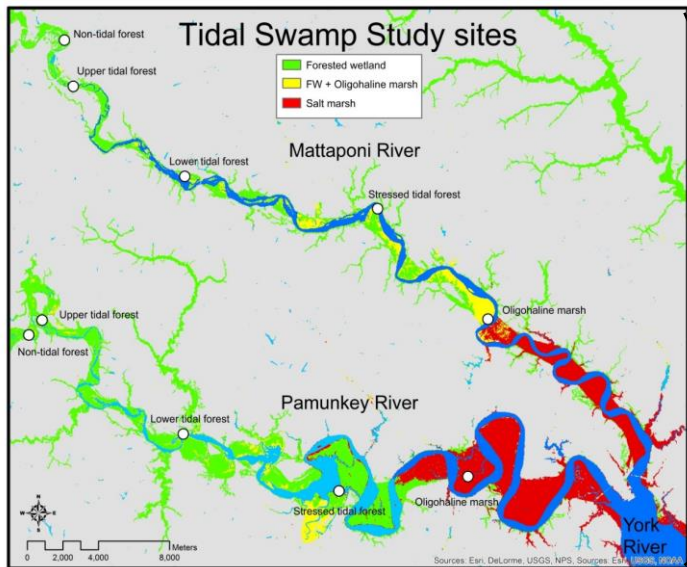 Tidal Swamp Study sites
Non-tidal forest
Upper tidal forest
Forested wetland
FW + Oligohaline marsh
Salt marsh
Mattaponi River
Lower tidal forest
Stressed tidal forest
Upper tidal forest
Oligohaline marsh
Non-tidal forest
Pamunkey River
Lower tidal forest
Oligohaline marsh
Stressed tidal forest
York
River
N
W
E
S
Meters
0 2,000 4,000 8,000
Sources: Esri, DeLorme, USGS, NPS, Sources: Esri, USGS, NOAA